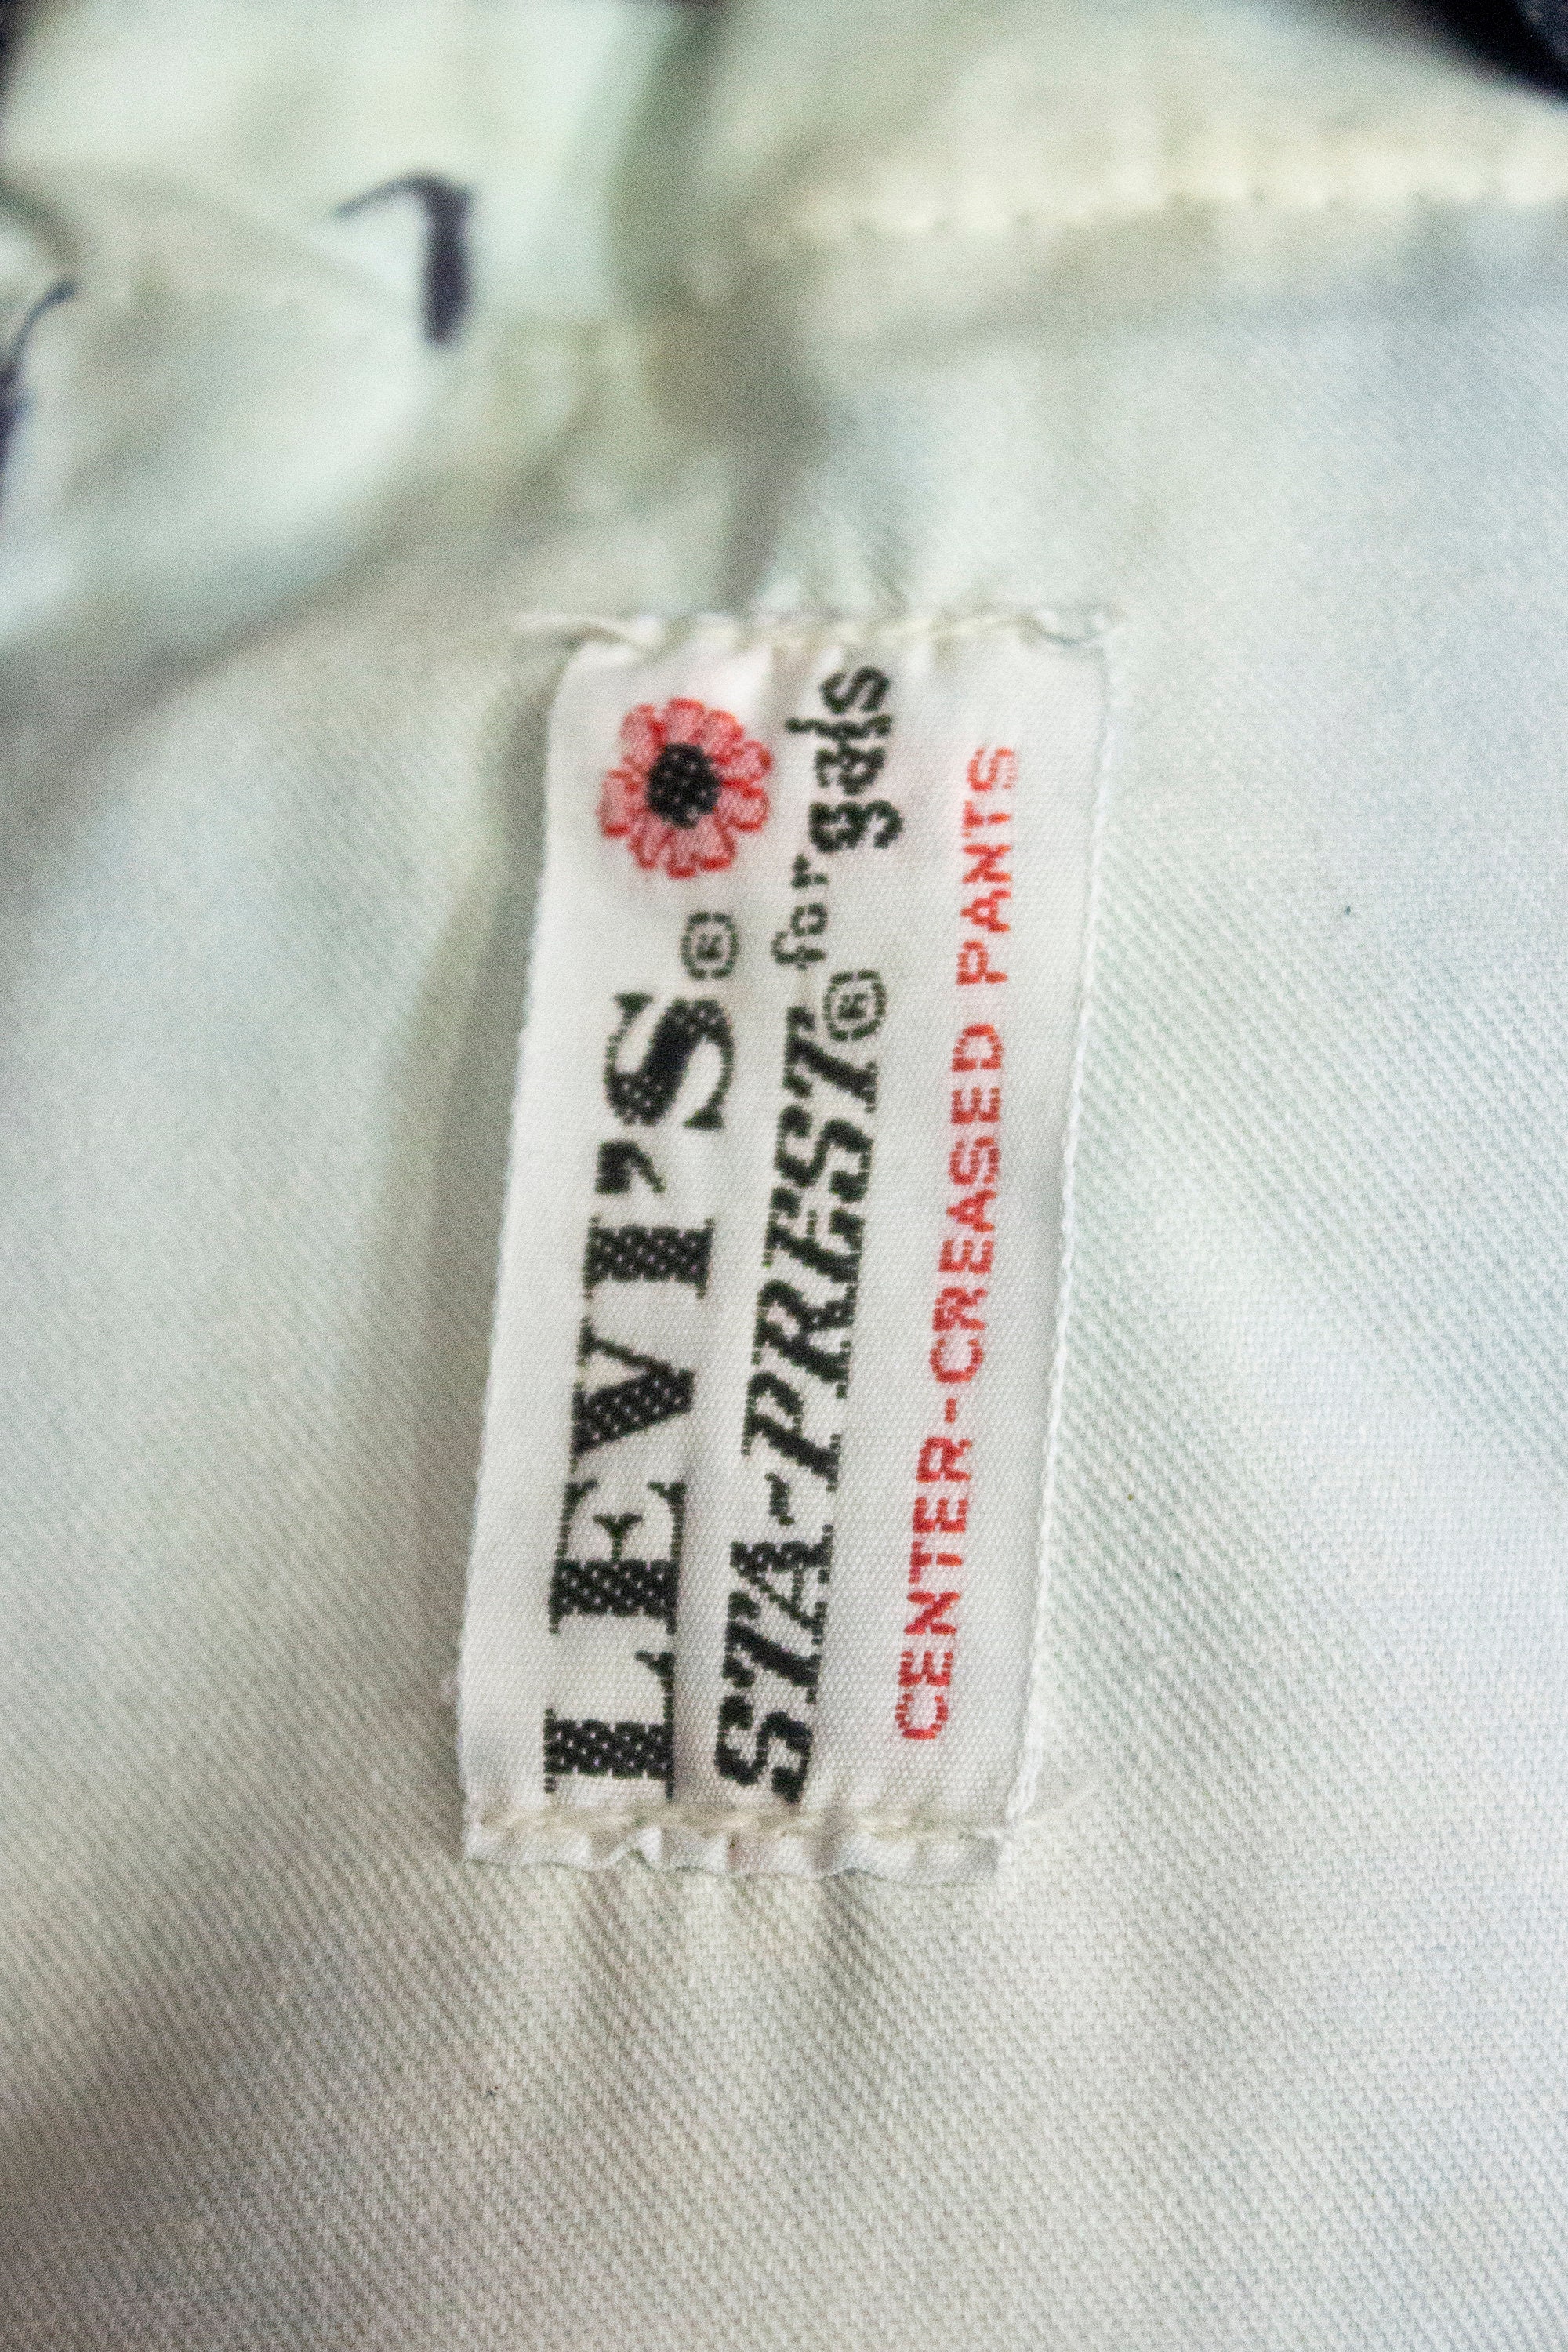 LEVI'S®
STA-PREST® for gals
CENTER-CREASED PANTS